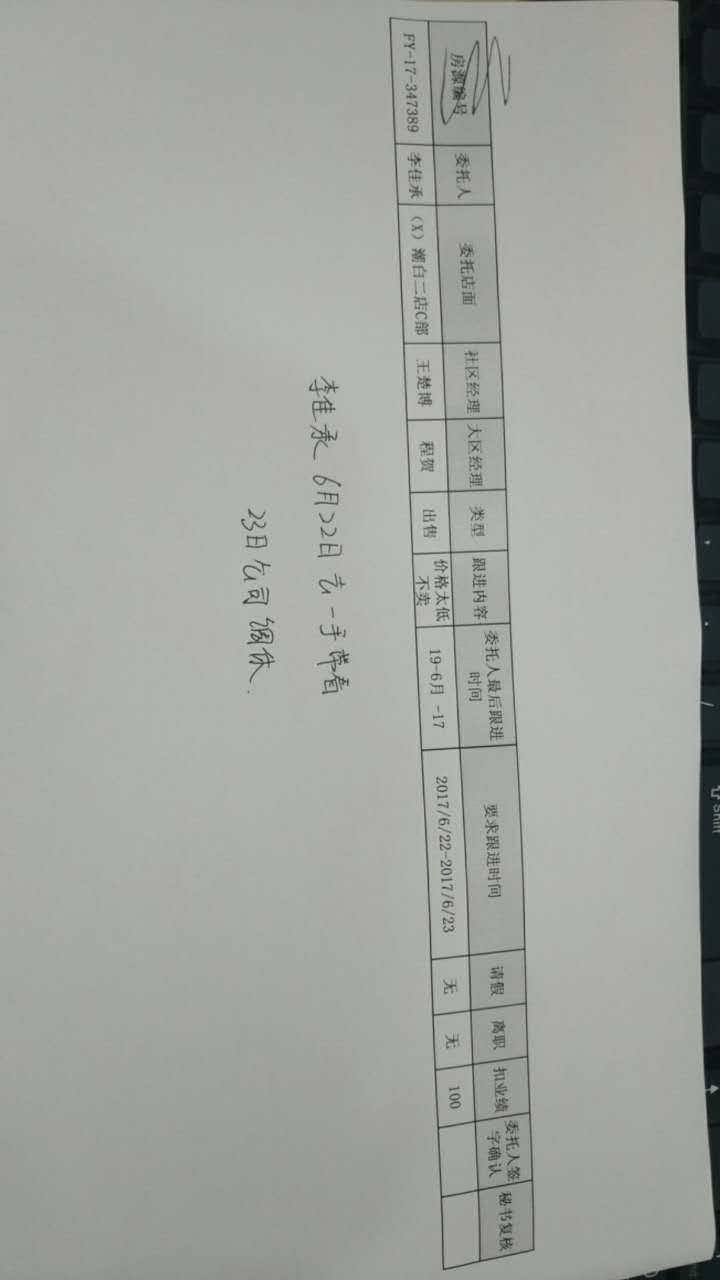 房源编号 委托人 委托店面 社区经理 大区经理 类型 跟进内容 委托人最后跟进时间 要求跟进时间 请假 离职 扣业绩 委托人签字确认 秘书复核
FY-17-347389 李佳承 (X)潮白二店C部 王楚博 程贺 出售 价格太低不卖 19-6月-17 2017/6/22-2017/6/23 无 无 100
李佳承 6月22日去一手带看
23日公司调休.
Shift